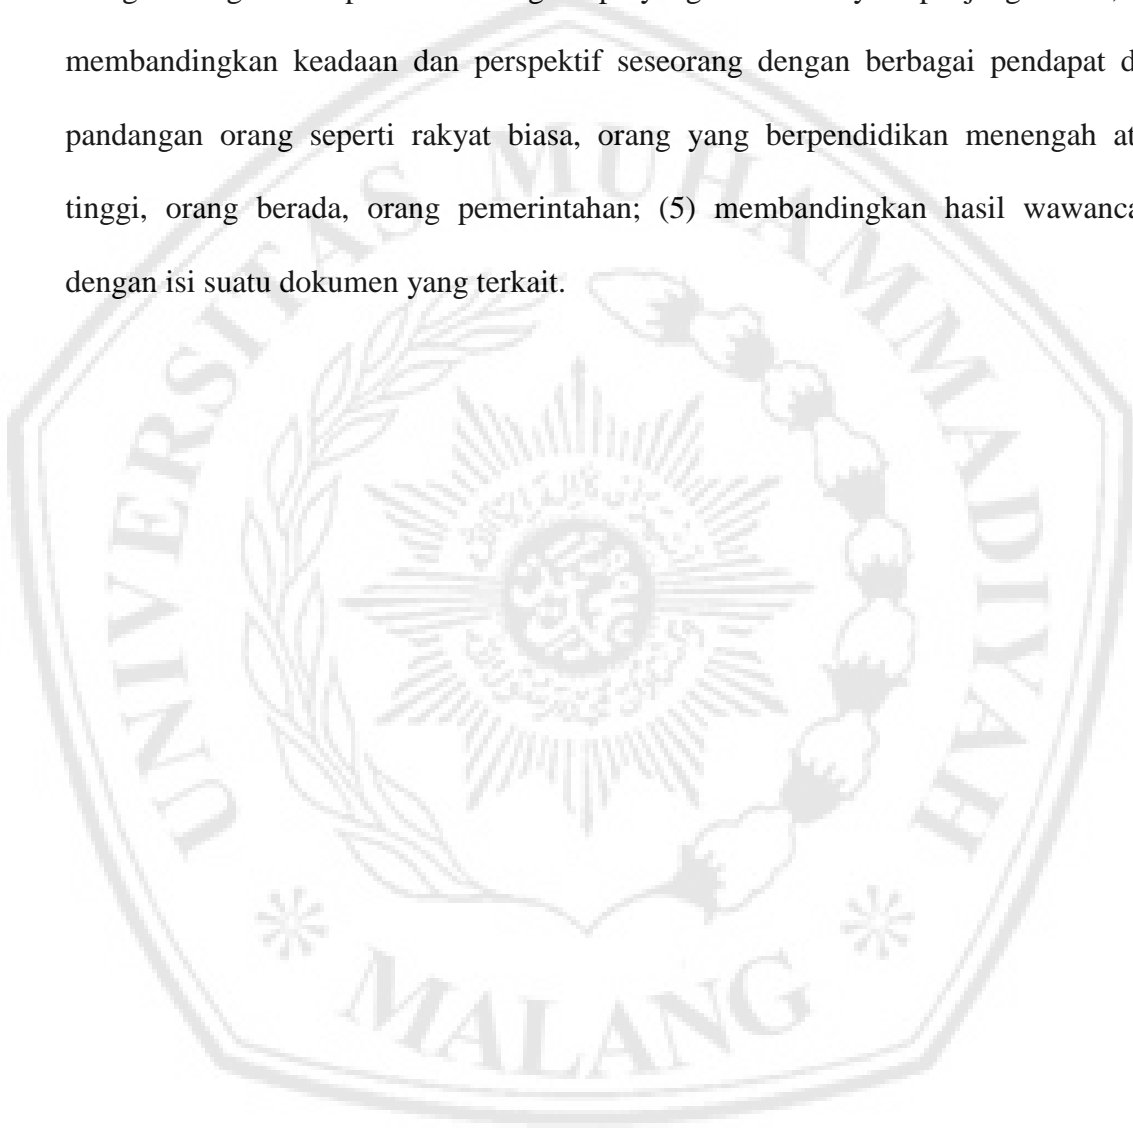 membandingkan keadaan dan perspektif seseorang dengan berbagai pendapat d
pandangan orang seperti rakyat biasa, orang yang berpendidikan menengah at
tinggi, orang berada, orang pemerintahan; (5) membandingkan hasil wawanca
dengan isi suatu dokumen yang terkait.
UNIVERSITAS MUHAMMADIYAH
MALANG